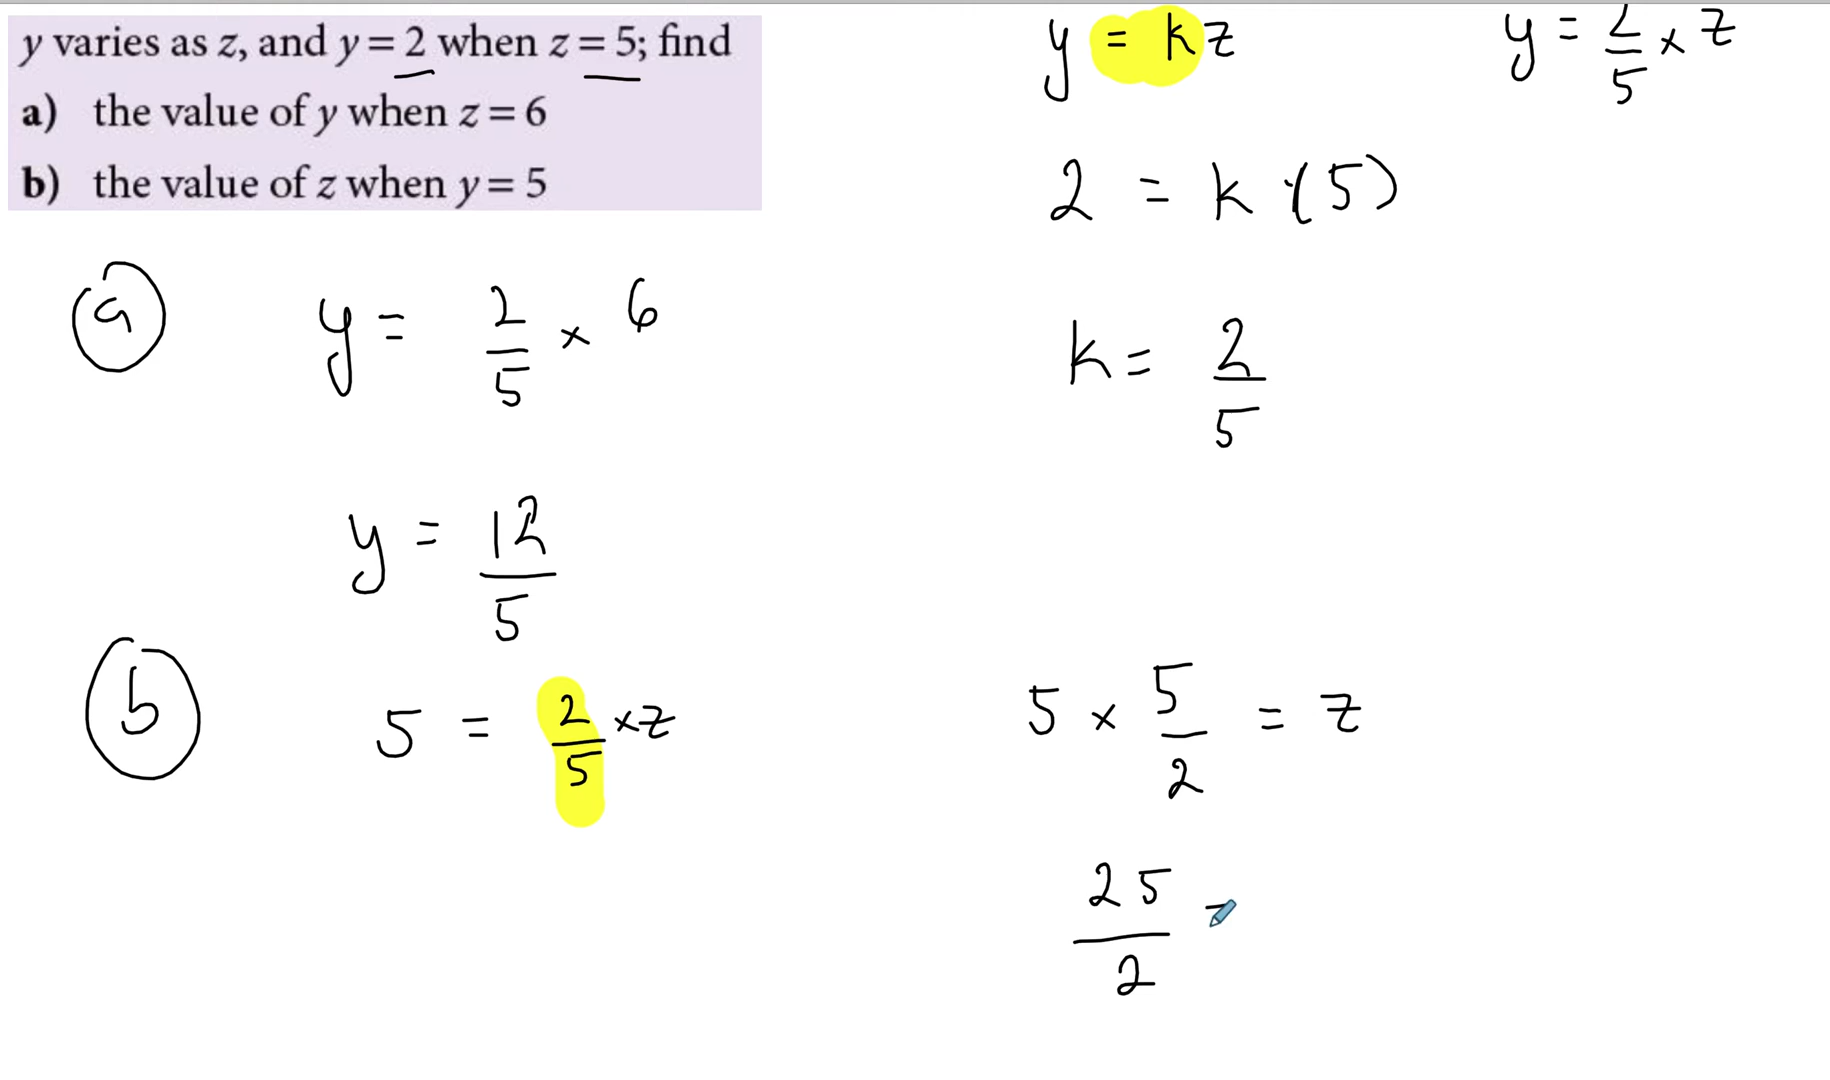 y varies as z, and y = 2 when z = 5; find
a) the value of y when z = 6
b) the value of z when y = 5
y = kz
y = 2/5 × z
2 = k · (5)
k = 2/5
a
y = 2/5 × 6
y = 12/5
b
5 = 2/5 × z
5 × 5/2 = z
25/2 =